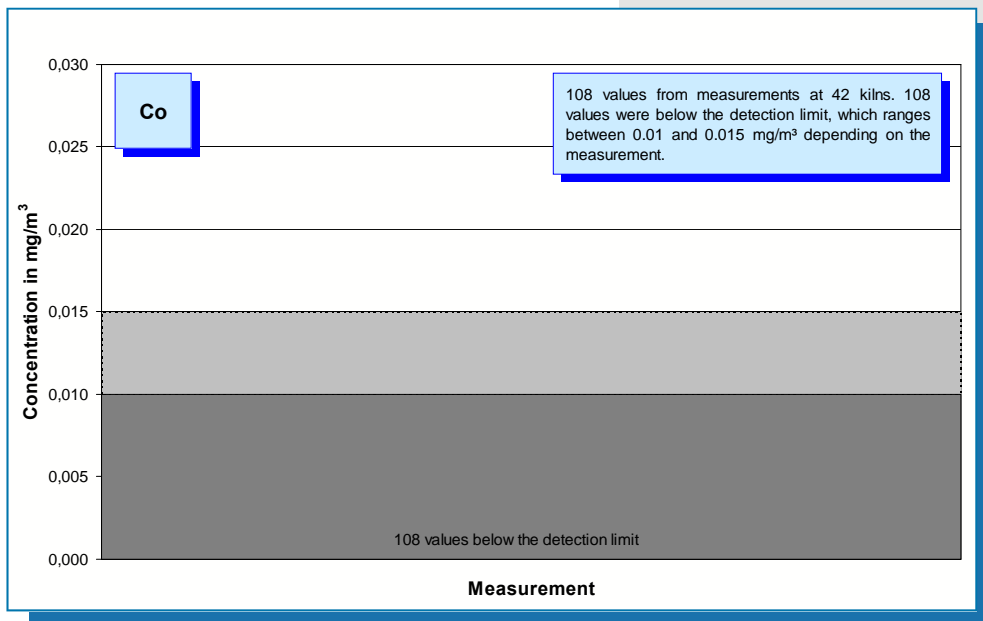 Co
108 values from measurements at 42 kilns. 108
values were below the detection limit, which ranges
between 0.01 and 0.015 mg/m³ depending on the
measurement.
Concentration in mg/m³
0,030
0,025
0,020
0,015
0,010
0,005
0,000
108 values below the detection limit
Measurement